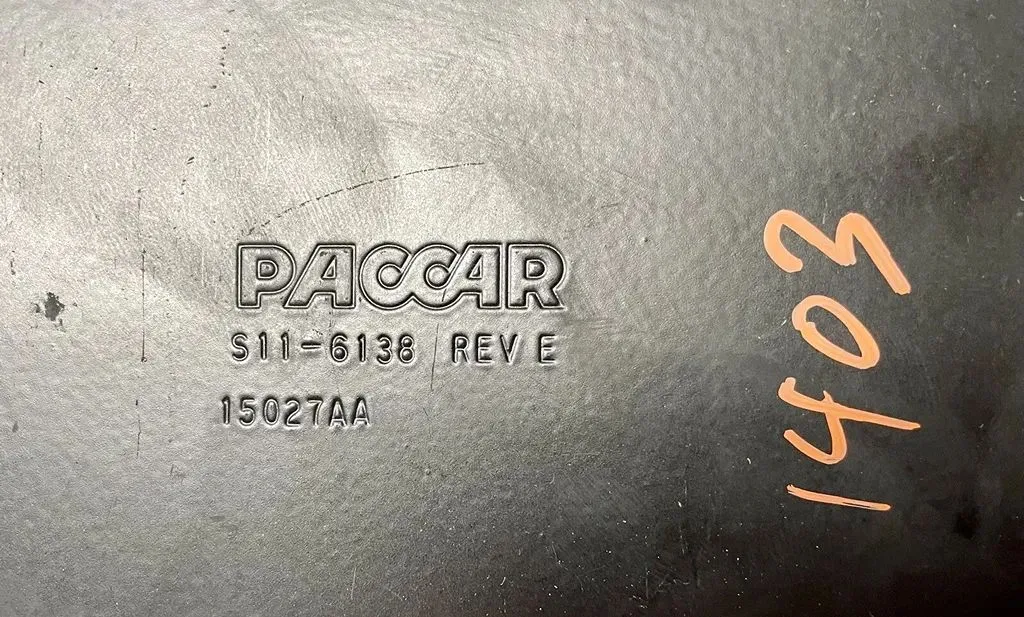 PACCAR
S11-6138 REV E
15027AA
1403